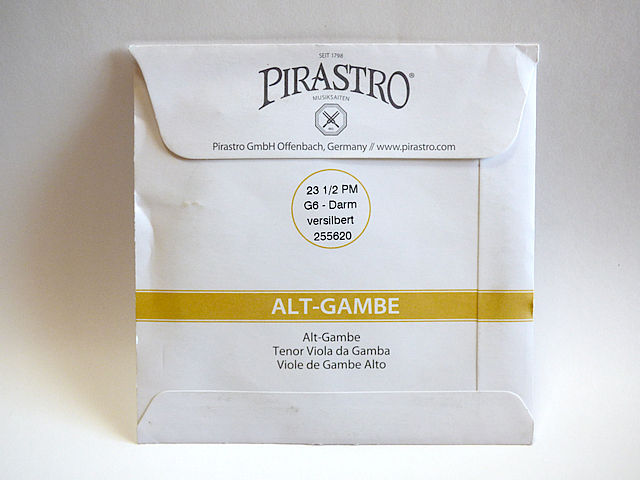 SEIT 1798
PIRASTRO®
MUSIKSAITEN
Pirastro GmbH Offenbach, Germany // www.pirastro.com
23 1/2 PM
G6 - Darm
versilbert
255620
ALT-GAMBE
Alt-Gambe
Tenor Viola da Gamba
Viole de Gambe Alto